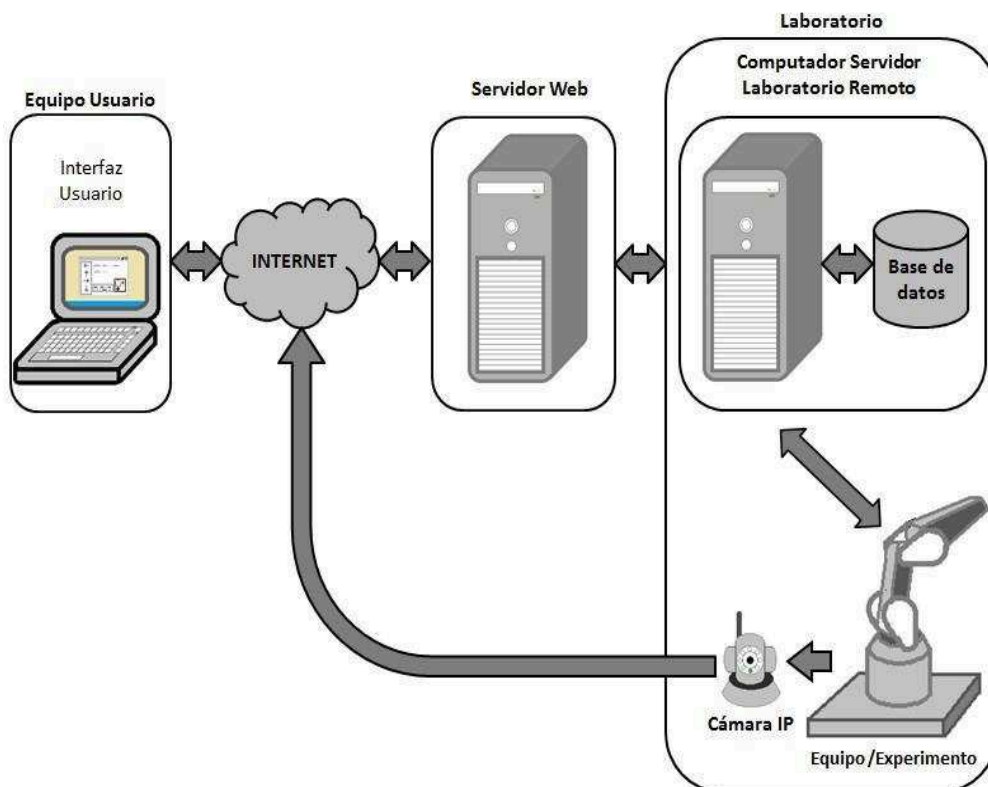 Laboratorio
Computador Servidor
Laboratorio Remoto
Servidor Web
Equipo Usuario
Interfaz
Usuario
INTERNET
Base de
datos
Cámara IP
Equipo/Experimento